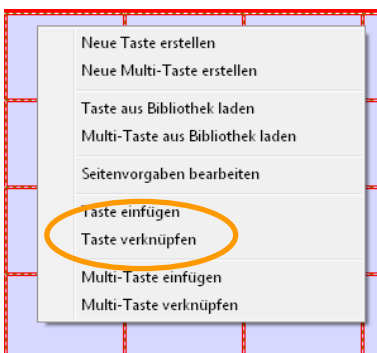 Neue Taste erstellen
Neue Multi-Taste erstellen
Taste aus Bibliothek laden
Multi-Taste aus Bibliothek laden
Seitenvorgaben bearbeiten
Taste einfügen
Taste verknüpfen
Multi-Taste einfügen
Multi-Taste verknüpfen